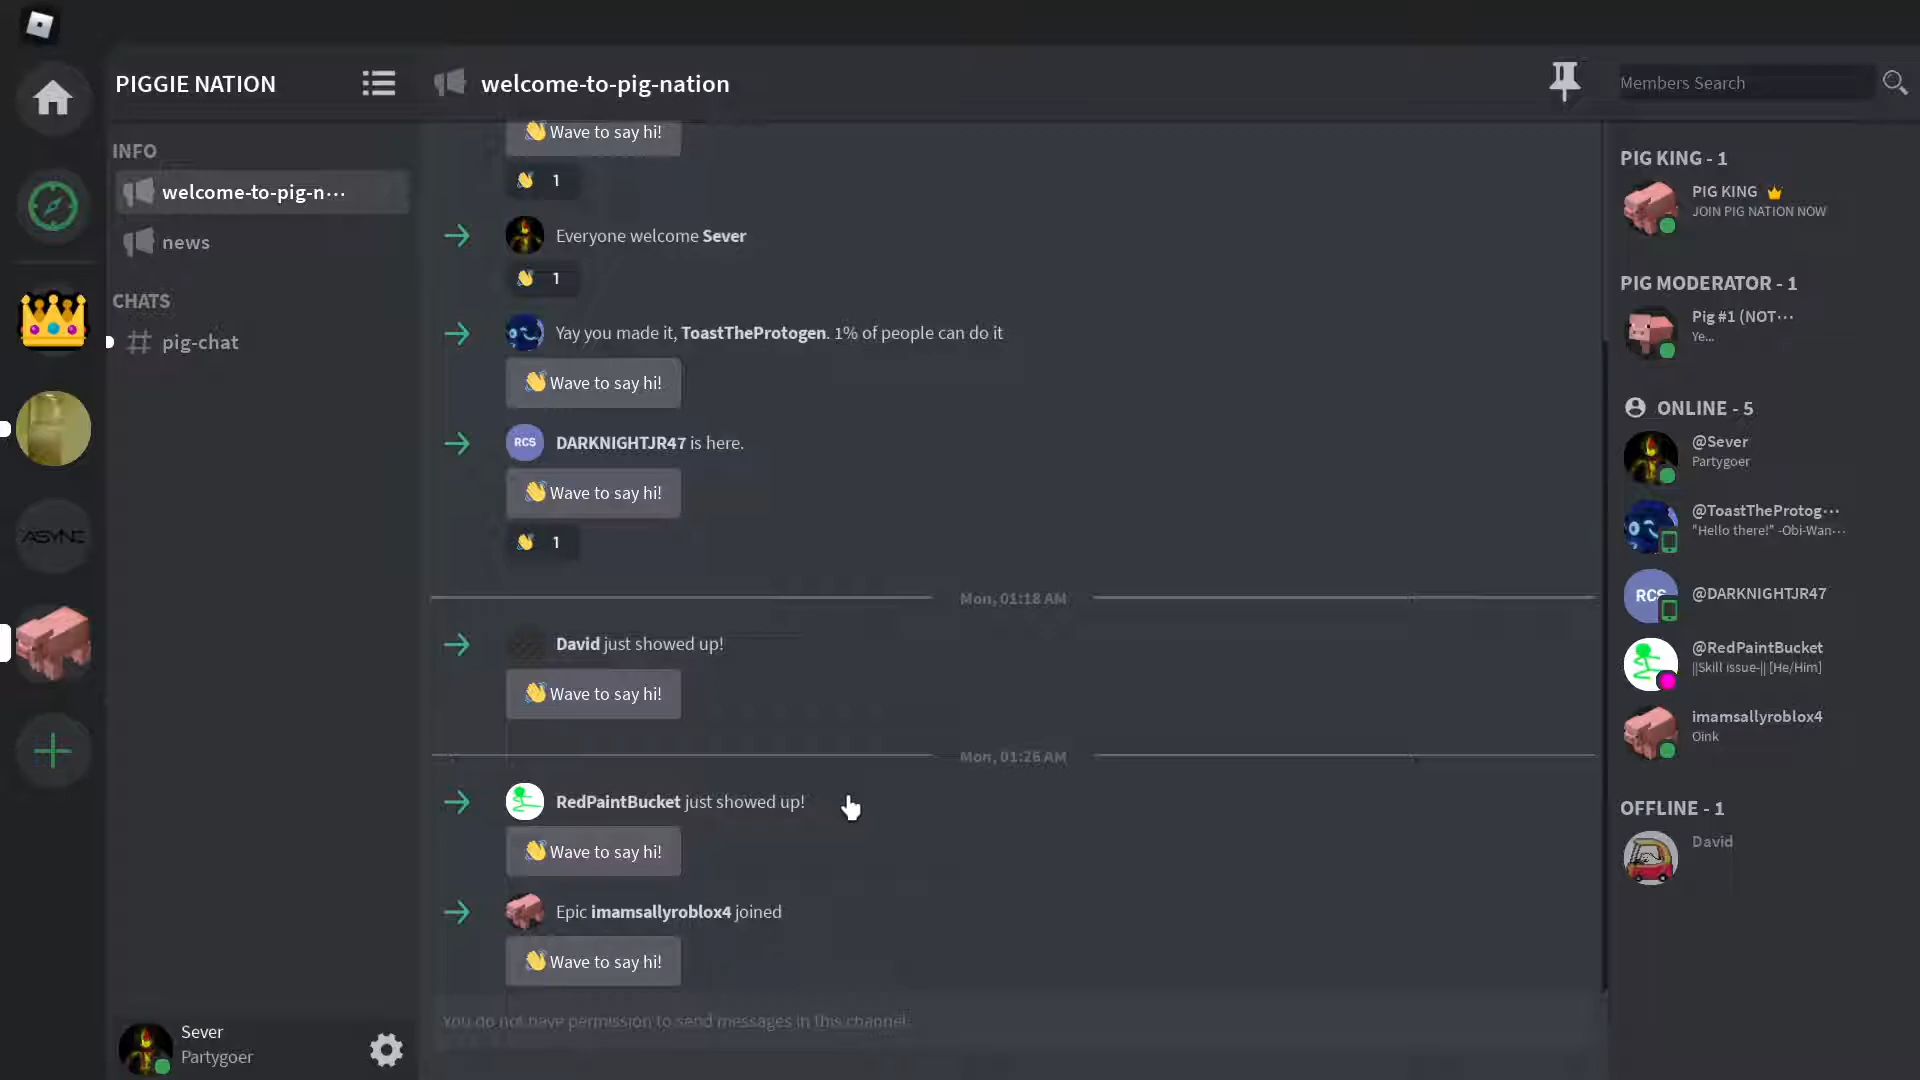 PIGGIE NATION
welcome-to-pig-nation
Members Search
INFO
welcome-to-pig-n···
news
CHATS
pig-chat
ASYNC
Sever
Partygoer
Wave to say hi!
1
Everyone welcome Sever
1
Yay you made it, ToastTheProtogen. 1% of people can do it
Wave to say hi!
RCS
DARKNIGHTJR47 is here.
Wave to say hi!
1
Mon, 01:18 AM
David just showed up!
Wave to say hi!
Mon, 01:26 AM
RedPaintBucket just showed up!
Wave to say hi!
Epic imamsallyroblox4 joined
Wave to say hi!
You do not have permission to send messages in this channel.
PIG KING - 1
PIG KING
JOIN PIG NATION NOW
PIG MODERATOR - 1
Pig #1 (NOT···
Ye...
ONLINE - 5
@Sever
Partygoer
@ToastTheProtog···
"Hello there!" -Obi-Wan···
RCS
@DARKNIGHTJR47
@RedPaintBucket
||Skill issue-|| [He/Him]
imamsallyroblox4
Oink
OFFLINE - 1
David